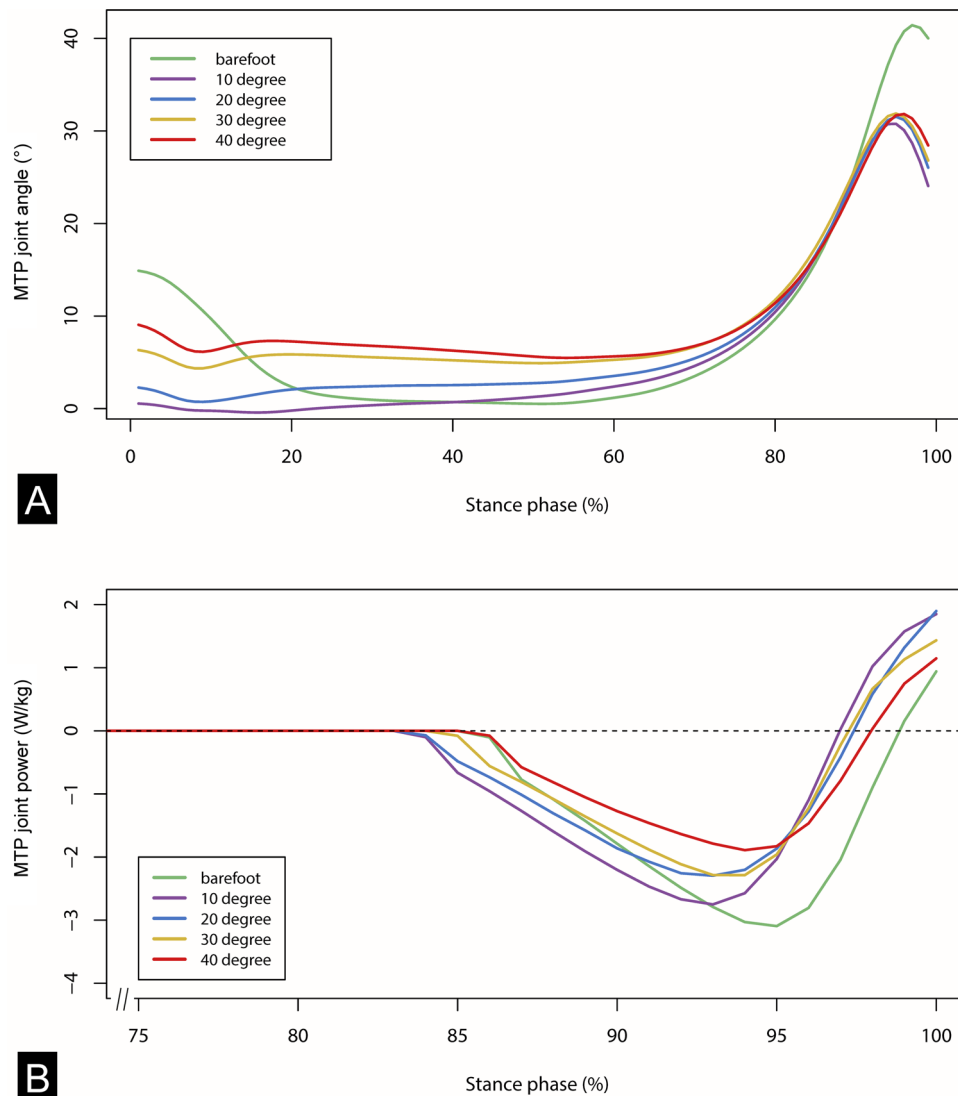 MTP joint angle (°)
40
30
20
10
0
barefoot
10 degree
20 degree
30 degree
40 degree
0 20 40 60 80 100
Stance phase (%)
A
MTP joint power (W/kg)
2
1
0
−1
−2
−3
−4
barefoot
10 degree
20 degree
30 degree
40 degree
// 75 80 85 90 95 100
Stance phase (%)
B